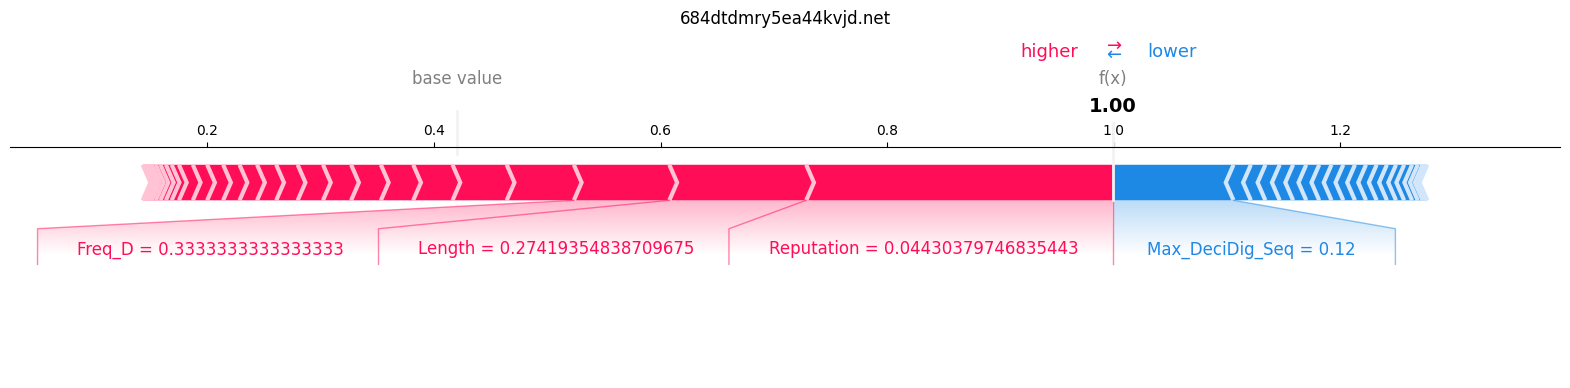 684dtdmry5ea44kvjd.net
higher ⇄ lower
base value f(x)
1.00
0.2 0.4 0.6 0.8 1.0 1.2
Freq_D = 0.3333333333333333 Length = 0.27419354838709675 Reputation = 0.04430379746835443 Max_DeciDig_Seq = 0.12